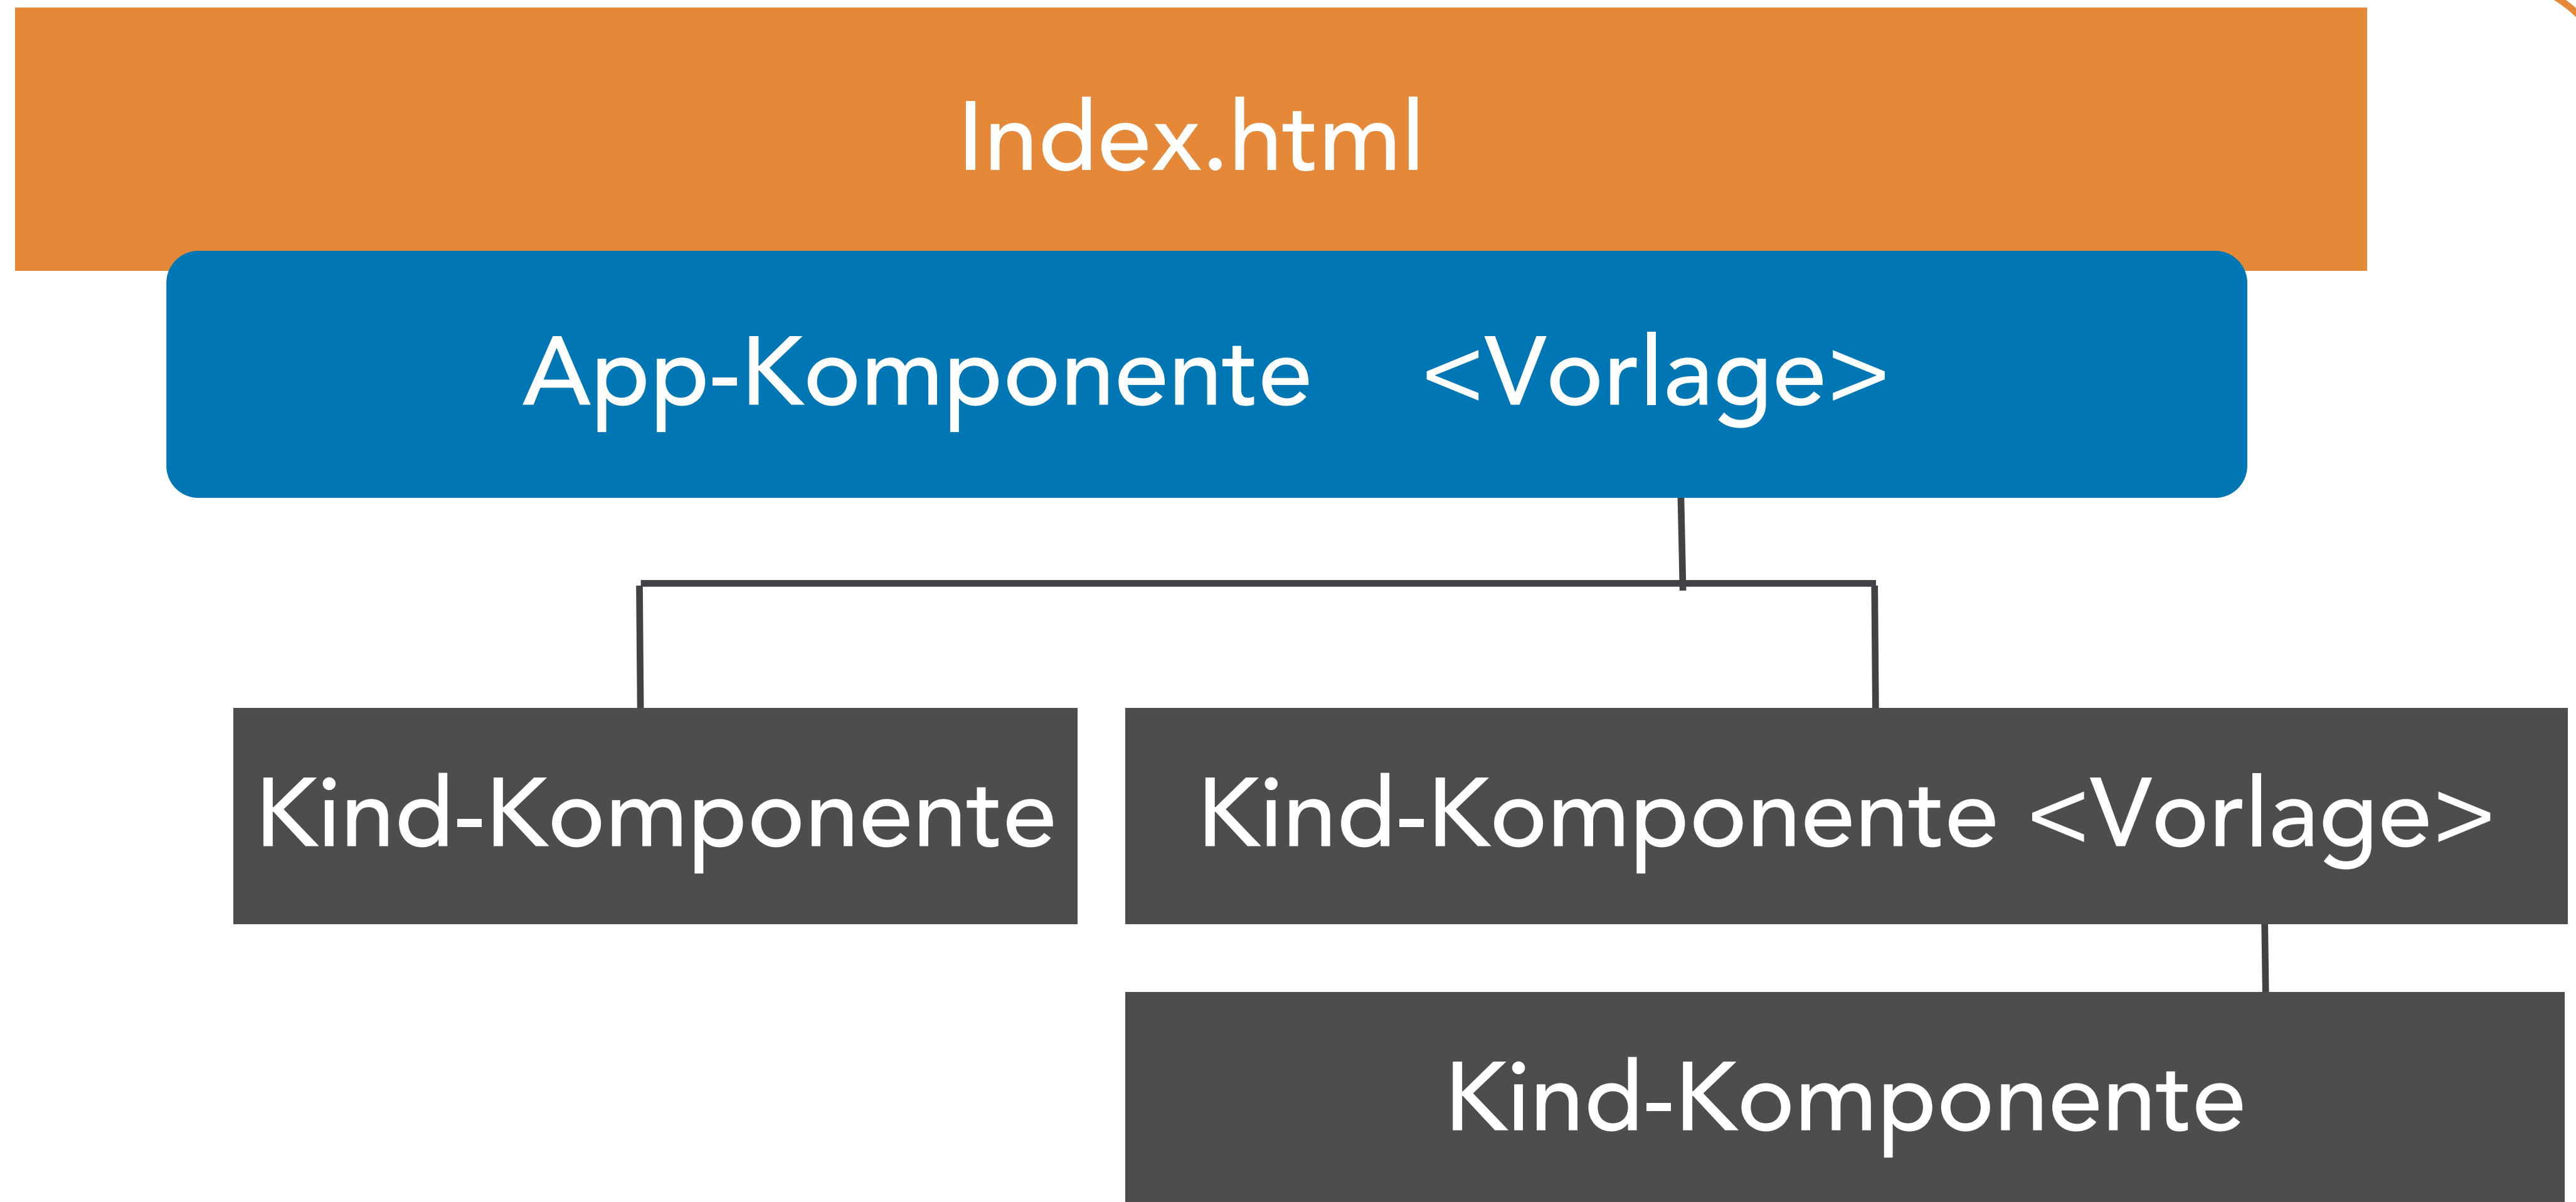 Index.html
App-Komponente <Vorlage>
Kind-Komponente
Kind-Komponente <Vorlage>
Kind-Komponente